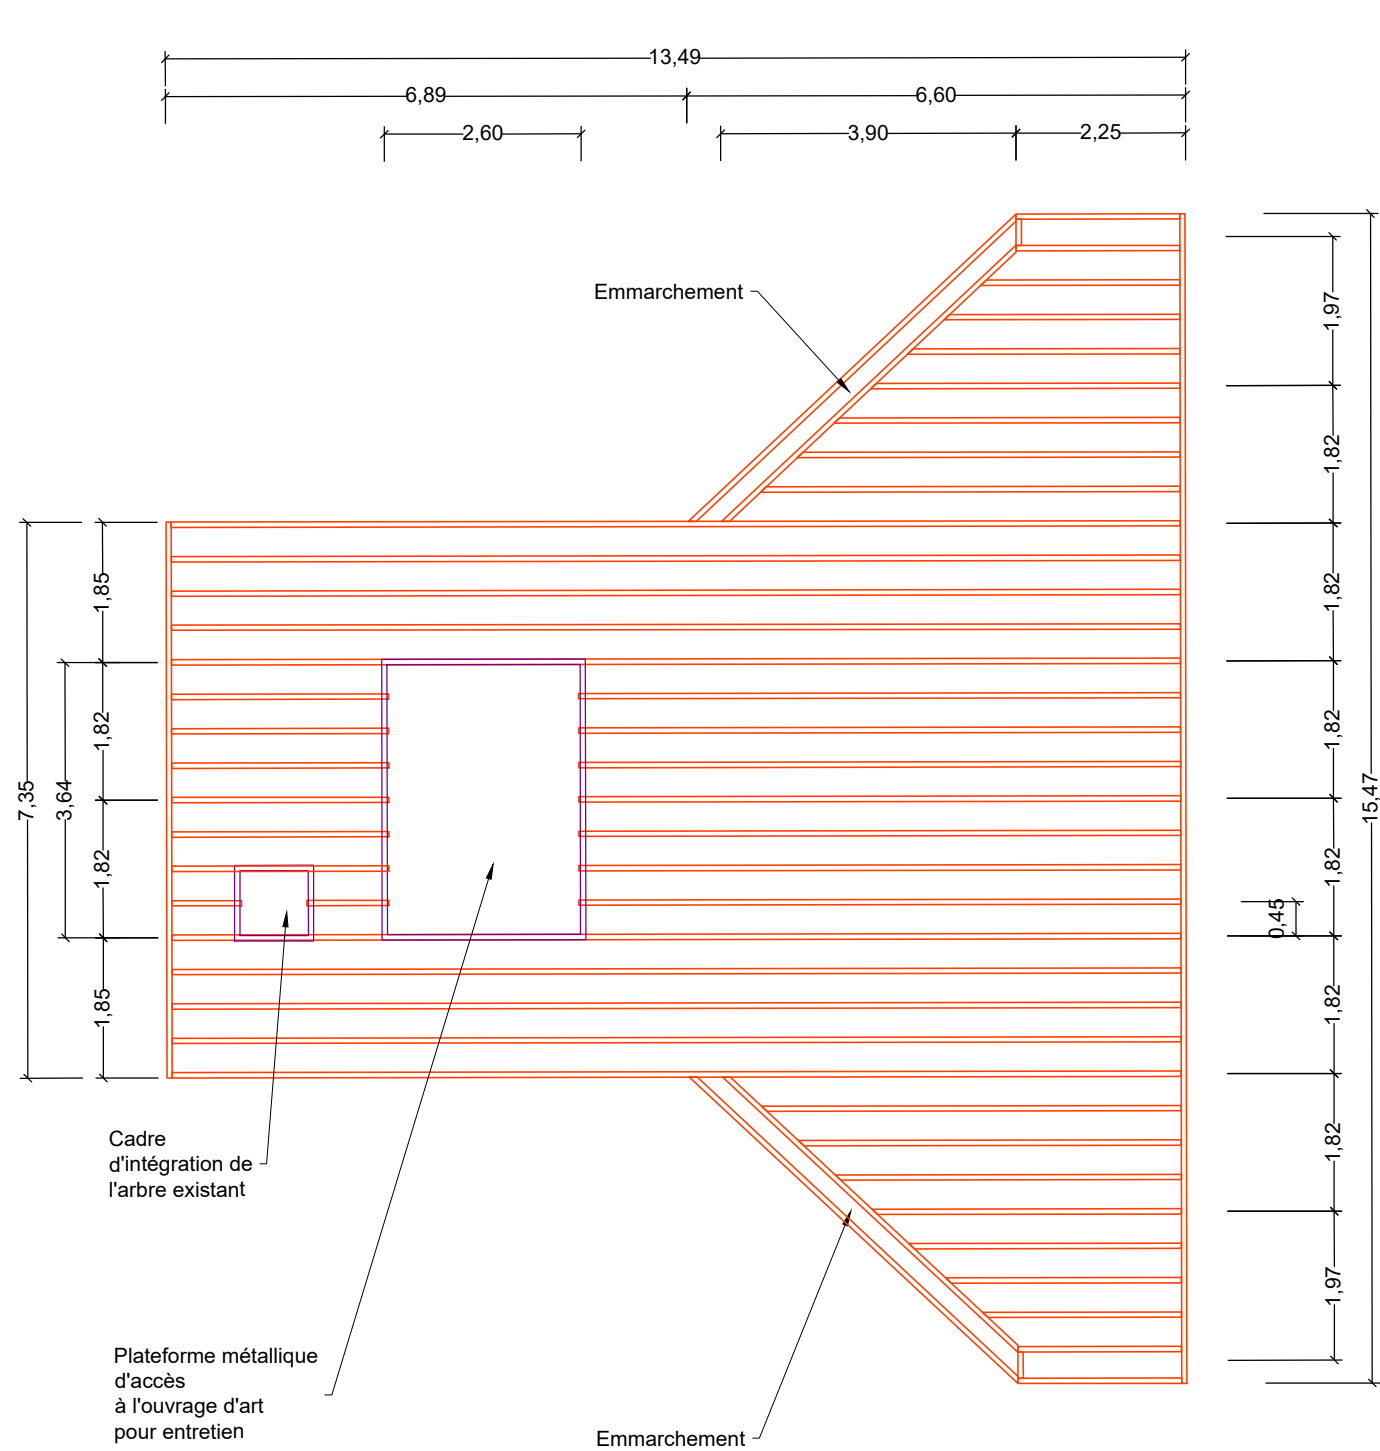 13,49
6,89
6,60
2,60
3,90
2,25
Emmarchement
1,97
1,82
1,85
1,82
1,82
1,82
7,35
3,64
15,47
1,82
1,82
0,45
1,85
1,82
Cadre
d'intégration de
l'arbre existant
1,82
1,97
Plateforme métallique
d'accès
à l'ouvrage d'art
pour entretien
Emmarchement